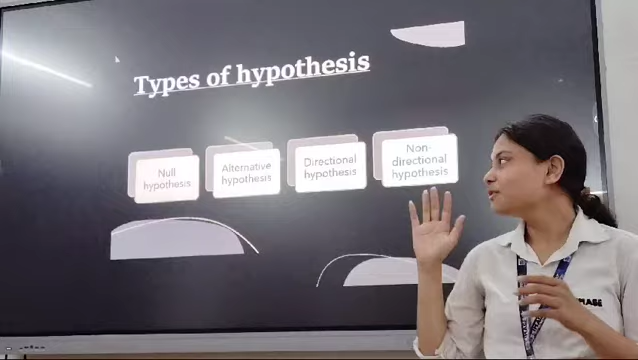 Types of hypothesis
Null
hypothesis
Alternative
hypothesis
Directional
hypothesis
Non-
directional
hypothesis